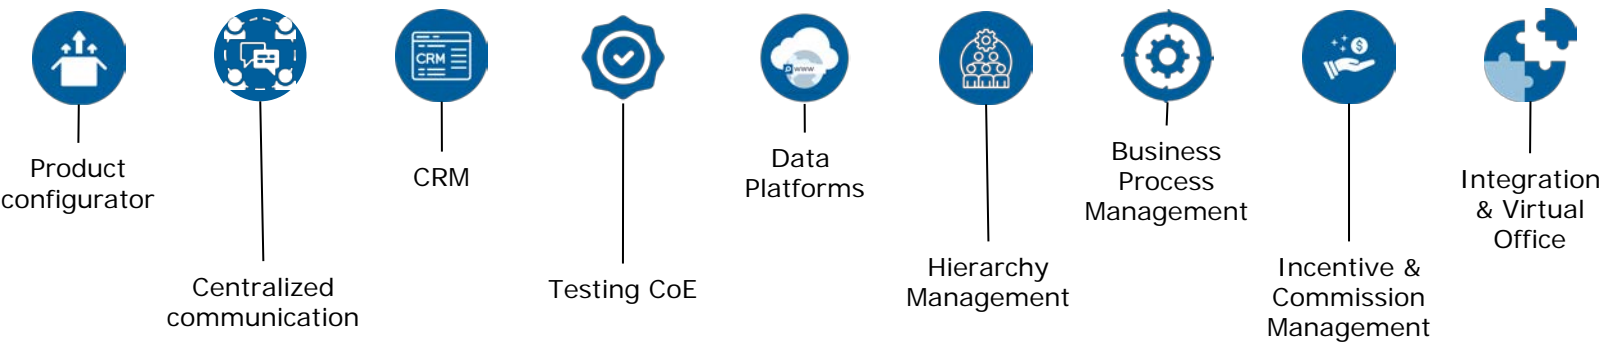 CRM
www
Product
configurator
Centralized
communication
CRM
Testing CoE
Data
Platforms
Hierarchy
Management
Business
Process
Management
Incentive &
Commission
Management
Integration
& Virtual
Office